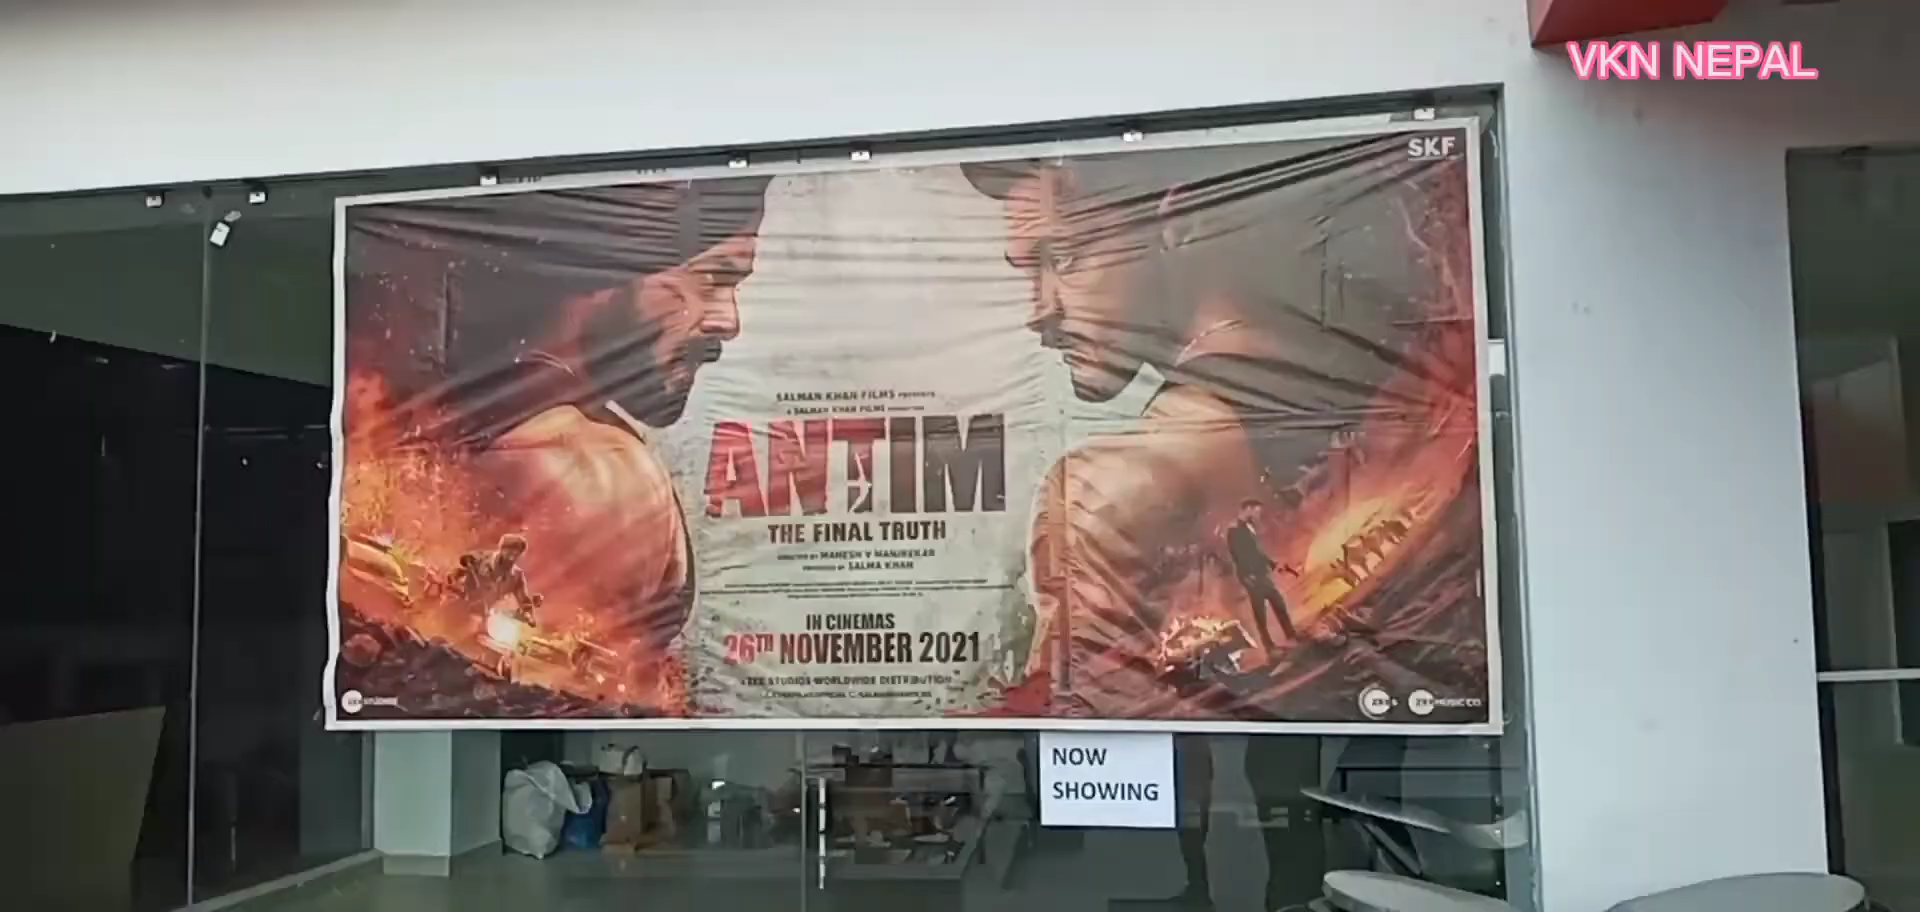 VKN NEPAL
SKF
SALMAN KHAN FILMS PRESENTS
A SALMAN KHAN FILMS PRODUCTION
ANTIM
THE FINAL TRUTH
DIRECTED BY MAHESH V MANJREKAR
PRODUCED BY SALMA KHAN
IN CINEMAS
26TH NOVEMBER 2021
ZEE STUDIOS WORLDWIDE DISTRIBUTION
NOW
SHOWING